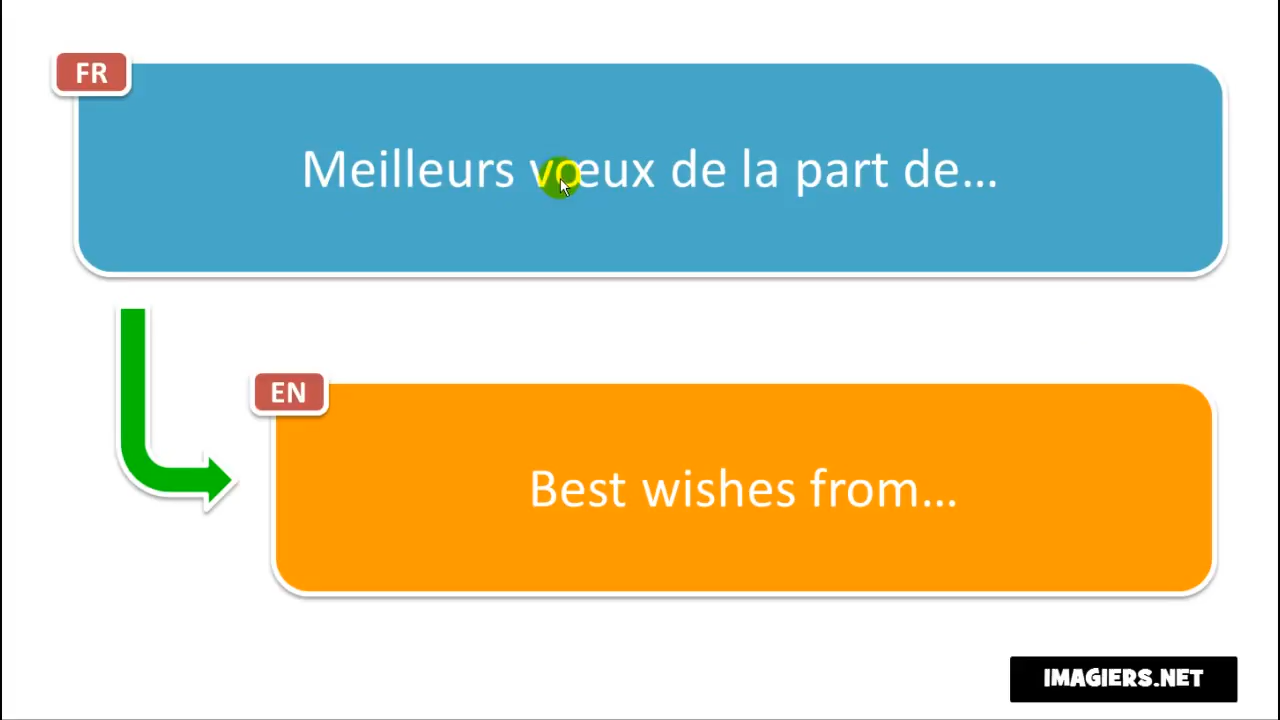 FR
Meilleurs vœux de la part de…
EN
Best wishes from…
IMAGIERS.NET